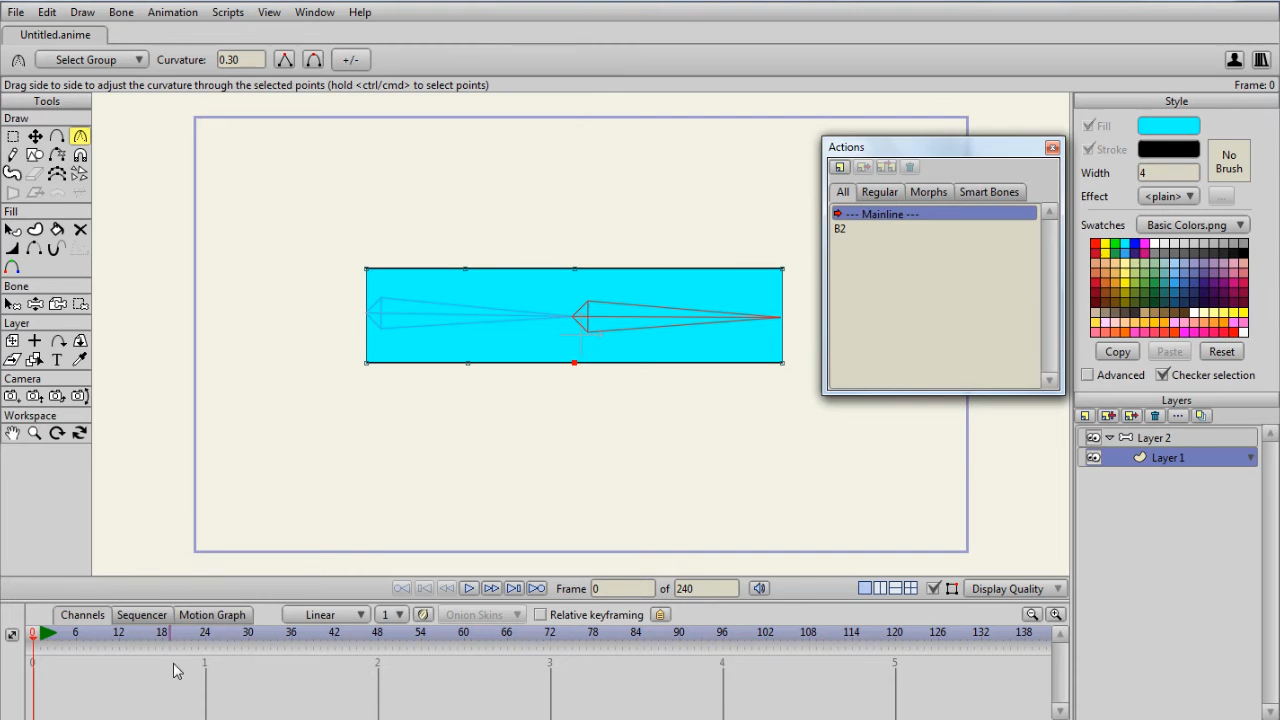 File Edit Draw Bone Animation Scripts View Window Help
Untitled.anime
Select Group Curvature: 0.30 +/-
Drag side to side to adjust the curvature through the selected points (hold <ctrl/cmd> to select points) Frame: 0
Tools
Draw
Fill
Bone
Layer
Camera
Workspace
Actions
All Regular Morphs Smart Bones
--- Mainline ---
B2
Style
Fill
Stroke
No Brush
Width 4
Effect <plain> ...
Swatches Basic Colors.png
Copy Paste Reset
Advanced Checker selection
Layers
Layer 2
Layer 1
Frame 0 of 240 Display Quality
Channels Sequencer Motion Graph Linear 1 Onion Skins Relative keyframing
0 6 12 18 24 30 36 42 48 54 60 66 72 78 84 90 96 102 108 114 120 126 132 138
0 1 2 3 4 5